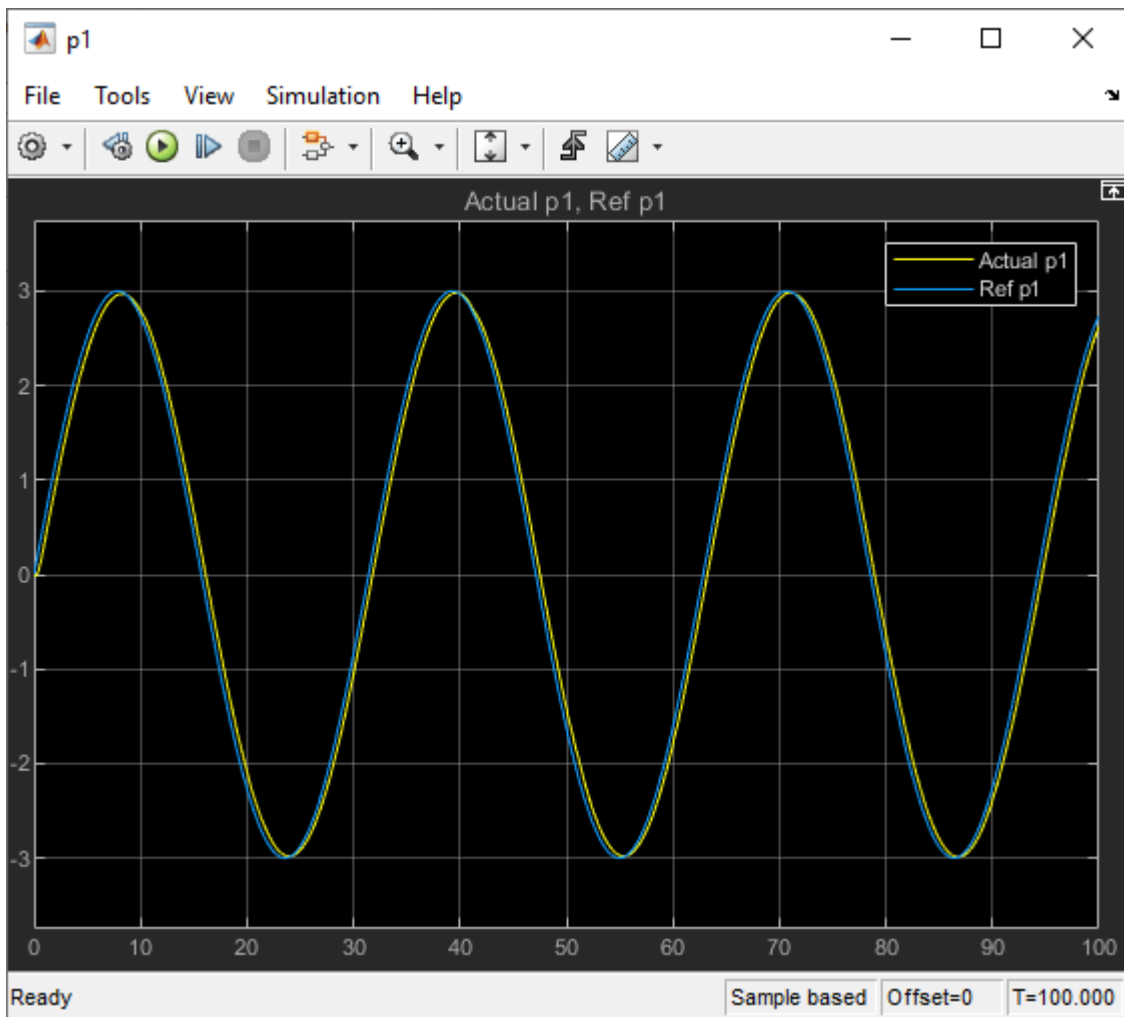 p1
File Tools View Simulation Help
Actual p1, Ref p1
Actual p1
Ref p1
3
2
1
0
-1
-2
-3
0 10 20 30 40 50 60 70 80 90 100
Ready Sample based Offset=0 T=100.000